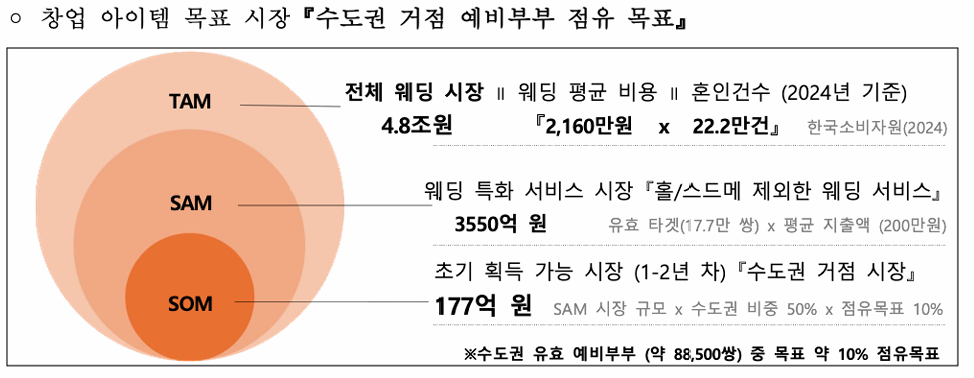 ○ 창업 아이템 목표 시장 『수도권 거점 예비부부 점유 목표』
TAM
전체 웨딩 시장 = 웨딩 평균 비용 = 혼인건수 (2024년 기준)
4.8조원 『2,160만원 x 22.2만건』 한국소비자원(2024)
SAM
웨딩 특화 서비스 시장 『홀/스드메 제외한 웨딩 서비스』
3550억 원 유효 타겟(17.7만 쌍) x 평균 지출액 (200만원)
SOM
초기 획득 가능 시장 (1-2년 차) 『수도권 거점 시장』
177억 원 SAM 시장 규모 x 수도권 비중 50% x 점유목표 10%
※수도권 유효 예비부부 (약 88,500쌍) 중 목표 약 10% 점유목표